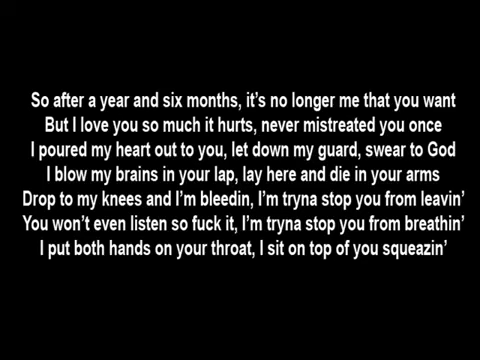 So after a year and six months, it's no longer me that you want
But I love you so much it hurts, never mistreated you once
I poured my heart out to you, let down my guard, swear to God
I blow my brains in your lap, lay here and die in your arms
Drop to my knees and I'm bleedin, I'm tryna stop you from leavin'
You won't even listen so fuck it, I'm tryna stop you from breathin'
I put both hands on your throat, I sit on top of you squeazin'